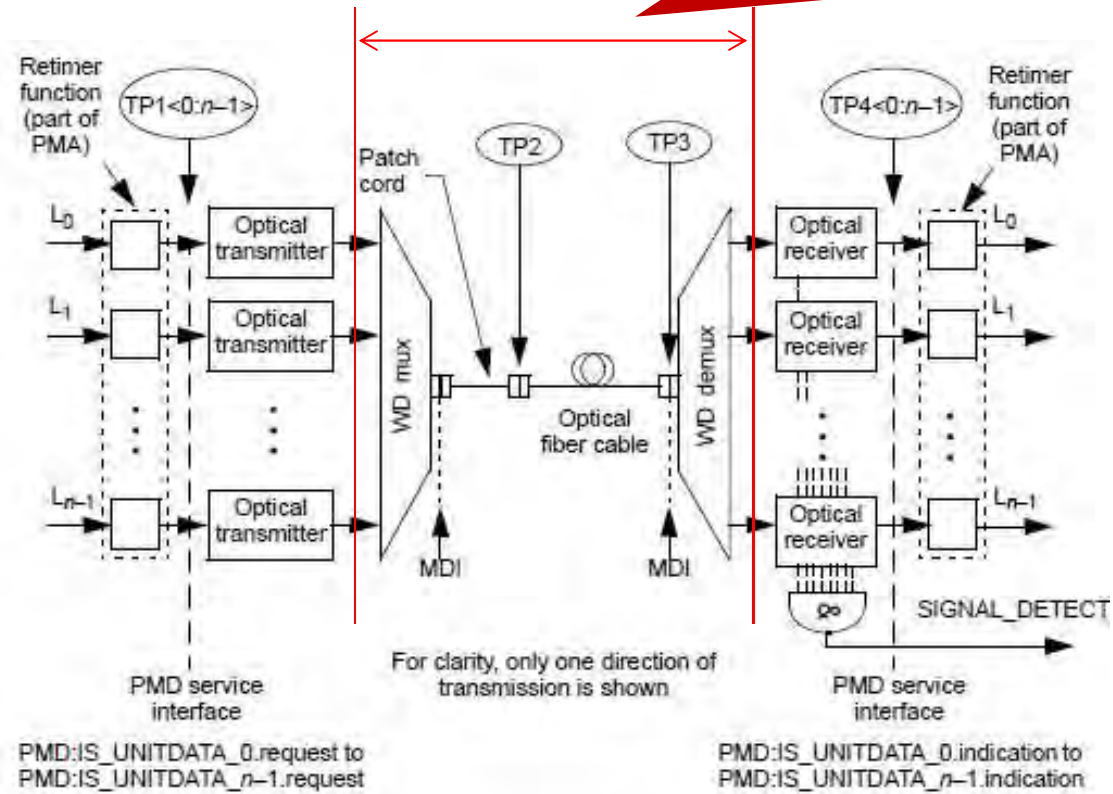 Retimer
function
(part of
PMA)
TP1<0:n–1>
Patch
cord
TP2
TP3
TP4<0:n–1>
Retimer
function
(part of
PMA)
L0
Optical
transmitter
Optical
receiver
L0
L1
Optical
transmitter
Optical
receiver
L1
WD mux
Optical
fiber cable
WD demux
Ln–1
Optical
transmitter
Optical
receiver
Ln–1
MDI
MDI
&
SIGNAL_DETECT
For clarity, only one direction of
transmission is shown
PMD service
interface
PMD service
interface
PMD:IS_UNITDATA_0.request to
PMD:IS_UNITDATA_n–1.request
PMD:IS_UNITDATA_0.indication to
PMD:IS_UNITDATA_n–1.indication